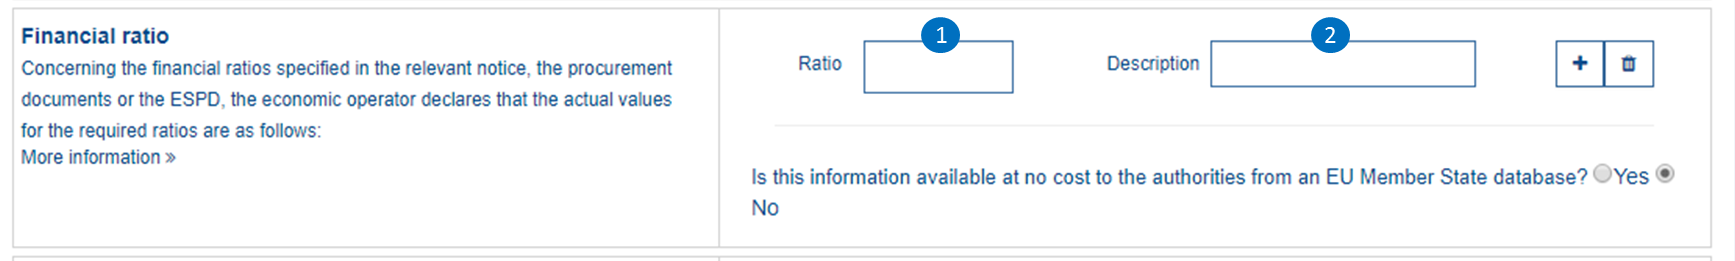 Financial ratio
Concerning the financial ratios specified in the relevant notice, the procurement
documents or the ESPD, the economic operator declares that the actual values
for the required ratios are as follows:
More information »
1
2
Ratio
Description
Is this information available at no cost to the authorities from an EU Member State database? Yes
No